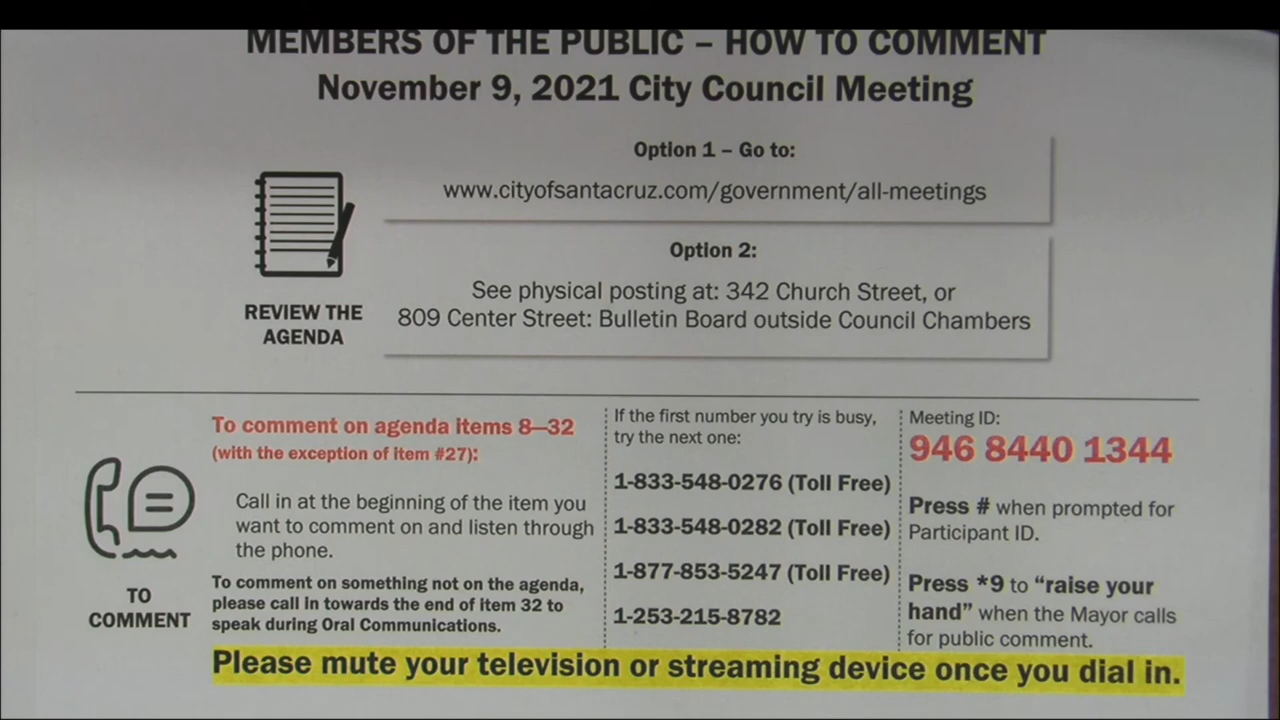 MEMBERS OF THE PUBLIC – HOW TO COMMENT
November 9, 2021 City Council Meeting
Option 1 – Go to:
www.cityofsantacruz.com/government/all-meetings
Option 2:
See physical posting at: 342 Church Street, or
809 Center Street: Bulletin Board outside Council Chambers
REVIEW THE
AGENDA
To comment on agenda items 8—32
(with the exception of item #27):
Call in at the beginning of the item you
want to comment on and listen through
the phone.
To comment on something not on the agenda,
please call in towards the end of item 32 to
speak during Oral Communications.
TO
COMMENT
If the first number you try is busy,
try the next one:
1-833-548-0276 (Toll Free)
1-833-548-0282 (Toll Free)
1-877-853-5247 (Toll Free)
1-253-215-8782
Meeting ID:
946 8440 1344
Press # when prompted for
Participant ID.
Press *9 to “raise your
hand” when the Mayor calls
for public comment.
Please mute your television or streaming device once you dial in.